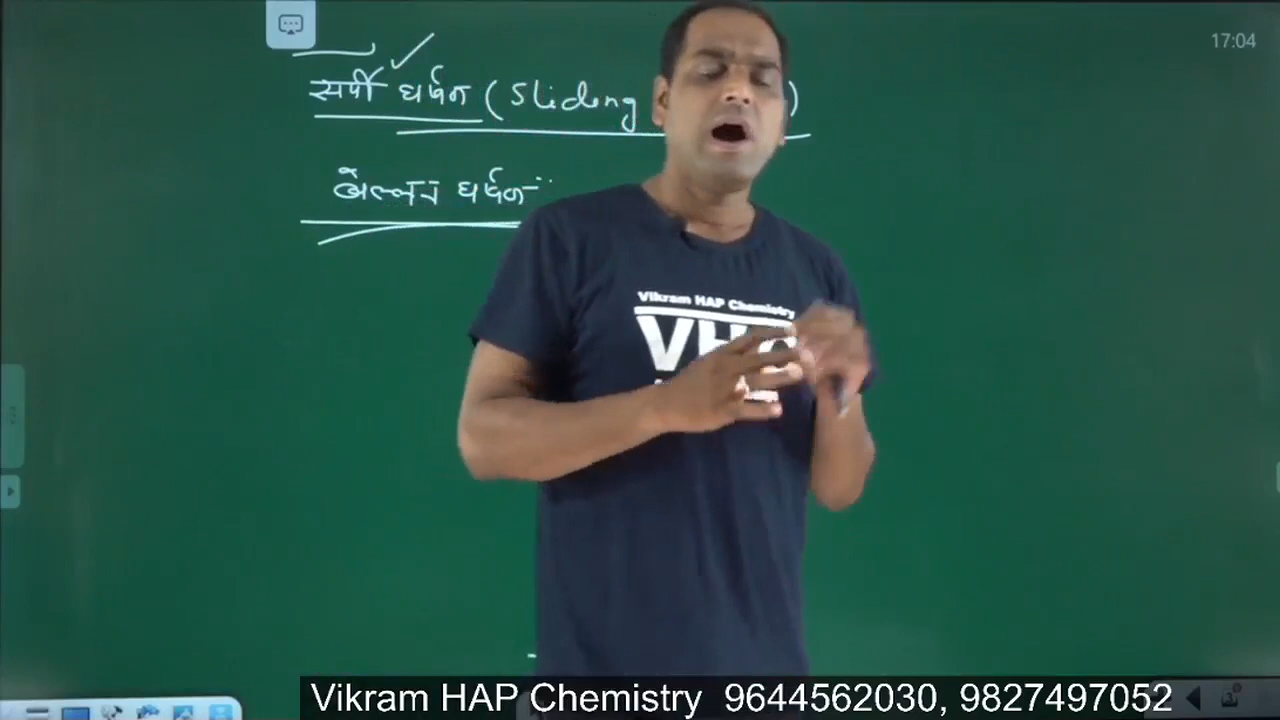 17:04
सर्पी घर्षण ( Sliding )
बेल्लन घर्षण
Vikram HAP Chemistry
Vikram HAP Chemistry 9644562030, 9827497052